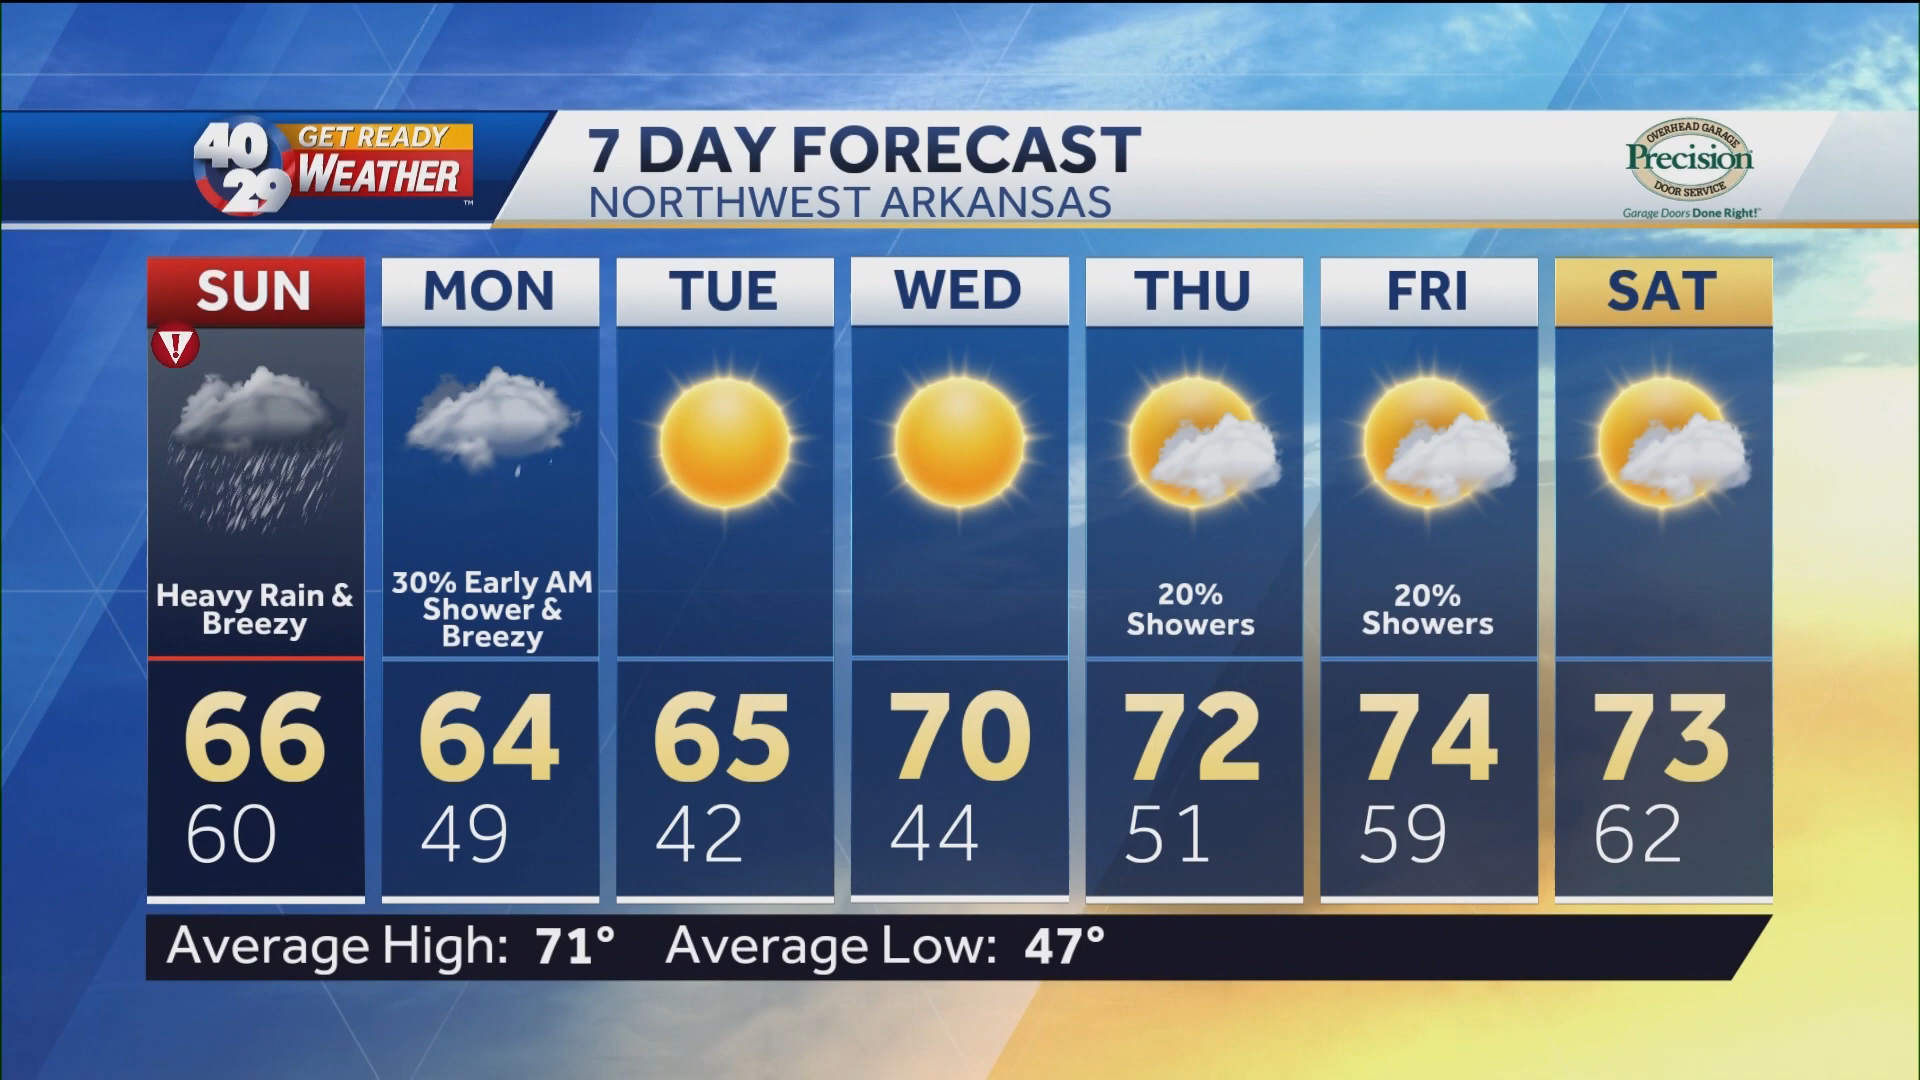 40
29
GET READY
WEATHER™
7 DAY FORECAST
NORTHWEST ARKANSAS
OVERHEAD GARAGE
Precision
DOOR SERVICE
Garage Doors Done Right!
SUN
!
Heavy Rain &
Breezy
66
60
MON
30% Early AM
Shower &
Breezy
64
49
TUE
65
42
WED
70
44
THU
20%
Showers
72
51
FRI
20%
Showers
74
59
SAT
73
62
Average High: 71° Average Low: 47°